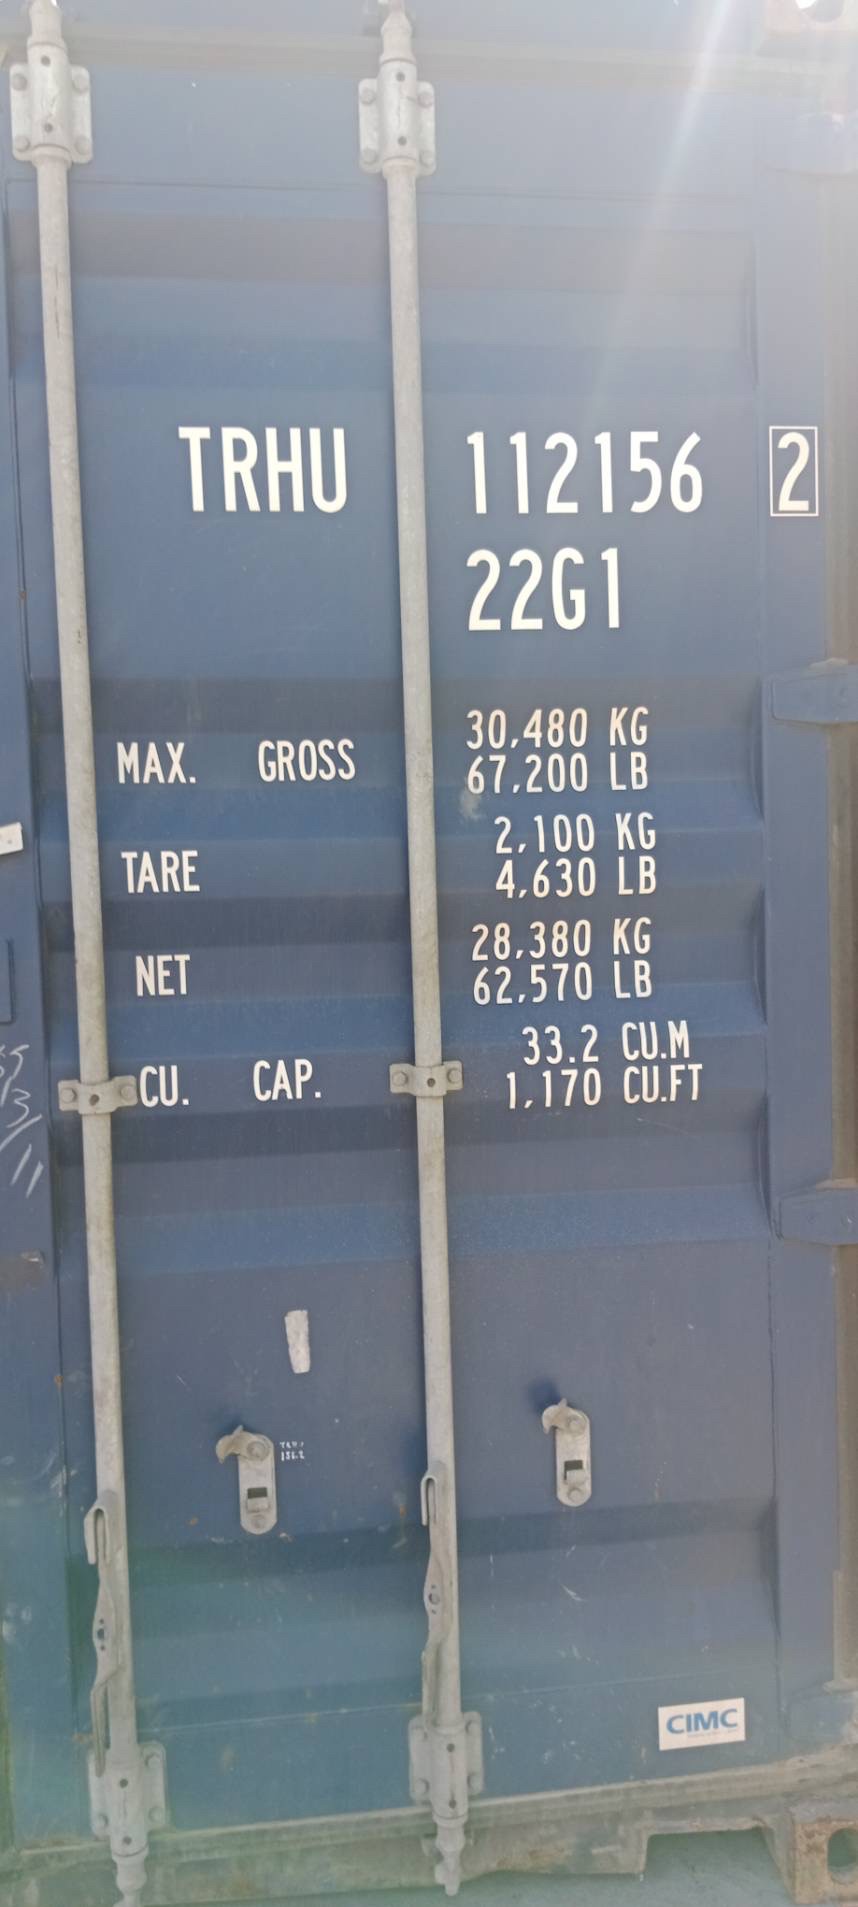 TRHU 112156 2
22G1
MAX. GROSS 30,480 KG
67,200 LB
TARE 2,100 KG
4,630 LB
NET 28,380 KG
62,570 LB
CU. CAP. 33.2 CU.M
1,170 CU.FT
CIMC